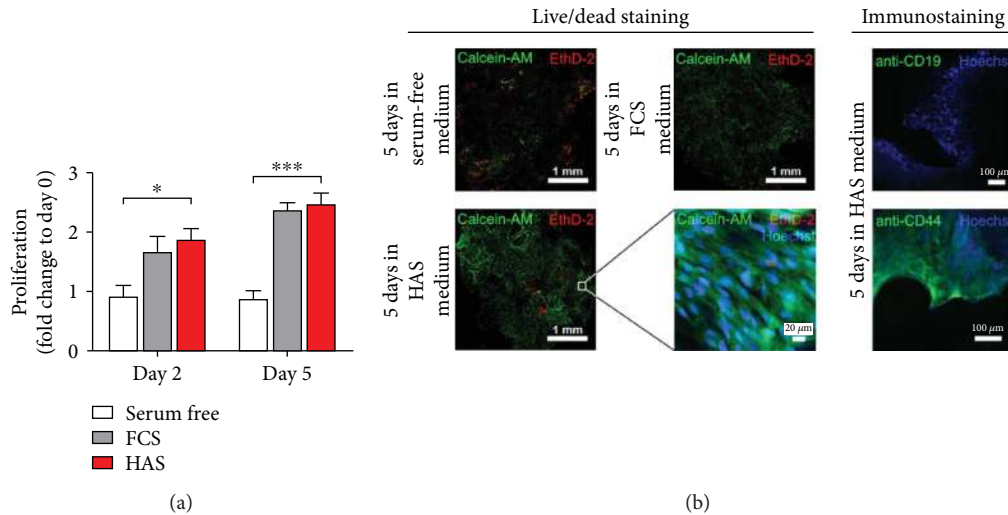 Proliferation
(fold change to day 0)
3
2
1
0
*
***
Day 2
Day 5
Serum free
FCS
HAS
(a)
Live/dead staining
Immunostaining
5 days in
serum-free
medium
Calcein-AM EthD-2
1 mm
5 days in
FCS
medium
Calcein-AM EthD-2
1 mm
5 days in
HAS
medium
Calcein-AM EthD-2
1 mm
Calcein-AM EthD-2
Hoechst
20 µm
5 days in HAS medium
anti-CD19 Hoechst
100 µm
anti-CD44 Hoechst
100 µm
(b)